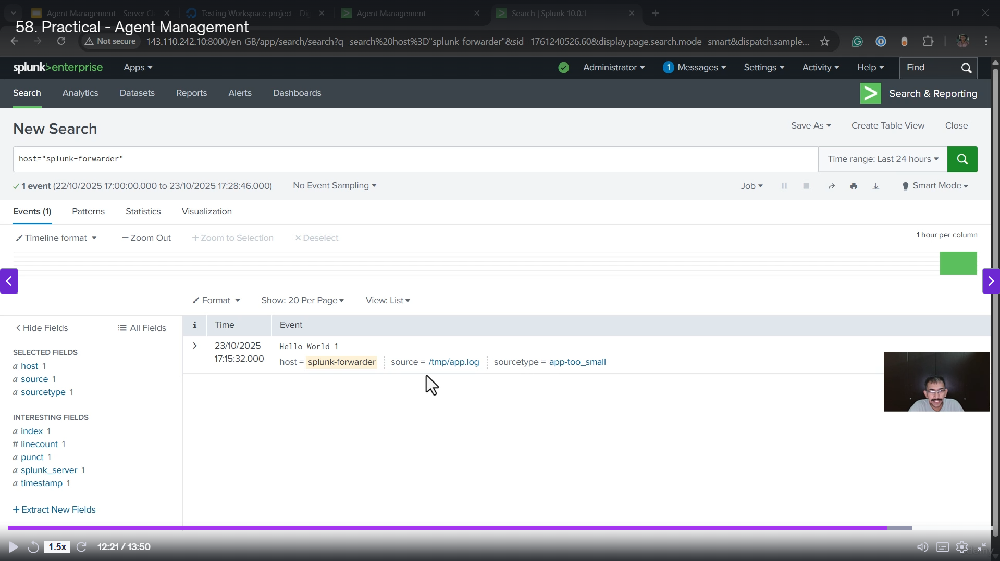 Agent Management - Server Cl
Testing Workspace project - Di
Agent Management
Search | Splunk 10.0.1
58. Practical - Agent Management
Not secure
143.110.242.10:8000/en-GB/app/search/search?q=search%20host%3D"splunk-forwarder"&sid=1761240526.60&display.page.search.mode=smart&dispatch.sample...
splunk>enterprise
Apps
Administrator
1 Messages
Settings
Activity
Help
Find
Search
Analytics
Datasets
Reports
Alerts
Dashboards
Search & Reporting
New Search
Save As
Create Table View
Close
host="splunk-forwarder"
Time range: Last 24 hours
✓ 1 event (22/10/2025 17:00:00.000 to 23/10/2025 17:28:46.000)
No Event Sampling
Job
Smart Mode
Events (1)
Patterns
Statistics
Visualization
Timeline format
— Zoom Out
+ Zoom to Selection
× Deselect
1 hour per column
Format
Show: 20 Per Page
View: List
< Hide Fields
All Fields
i
Time
Event
SELECTED FIELDS
a host 1
a source 1
a sourcetype 1
INTERESTING FIELDS
a index 1
# linecount 1
a punct 1
a splunk_server 1
a timestamp 1
+ Extract New Fields
23/10/2025
17:15:32.000
Hello World 1
host = splunk-forwarder
source = /tmp/app.log
sourcetype = app-too_small
1.5x
12:21 / 13:50